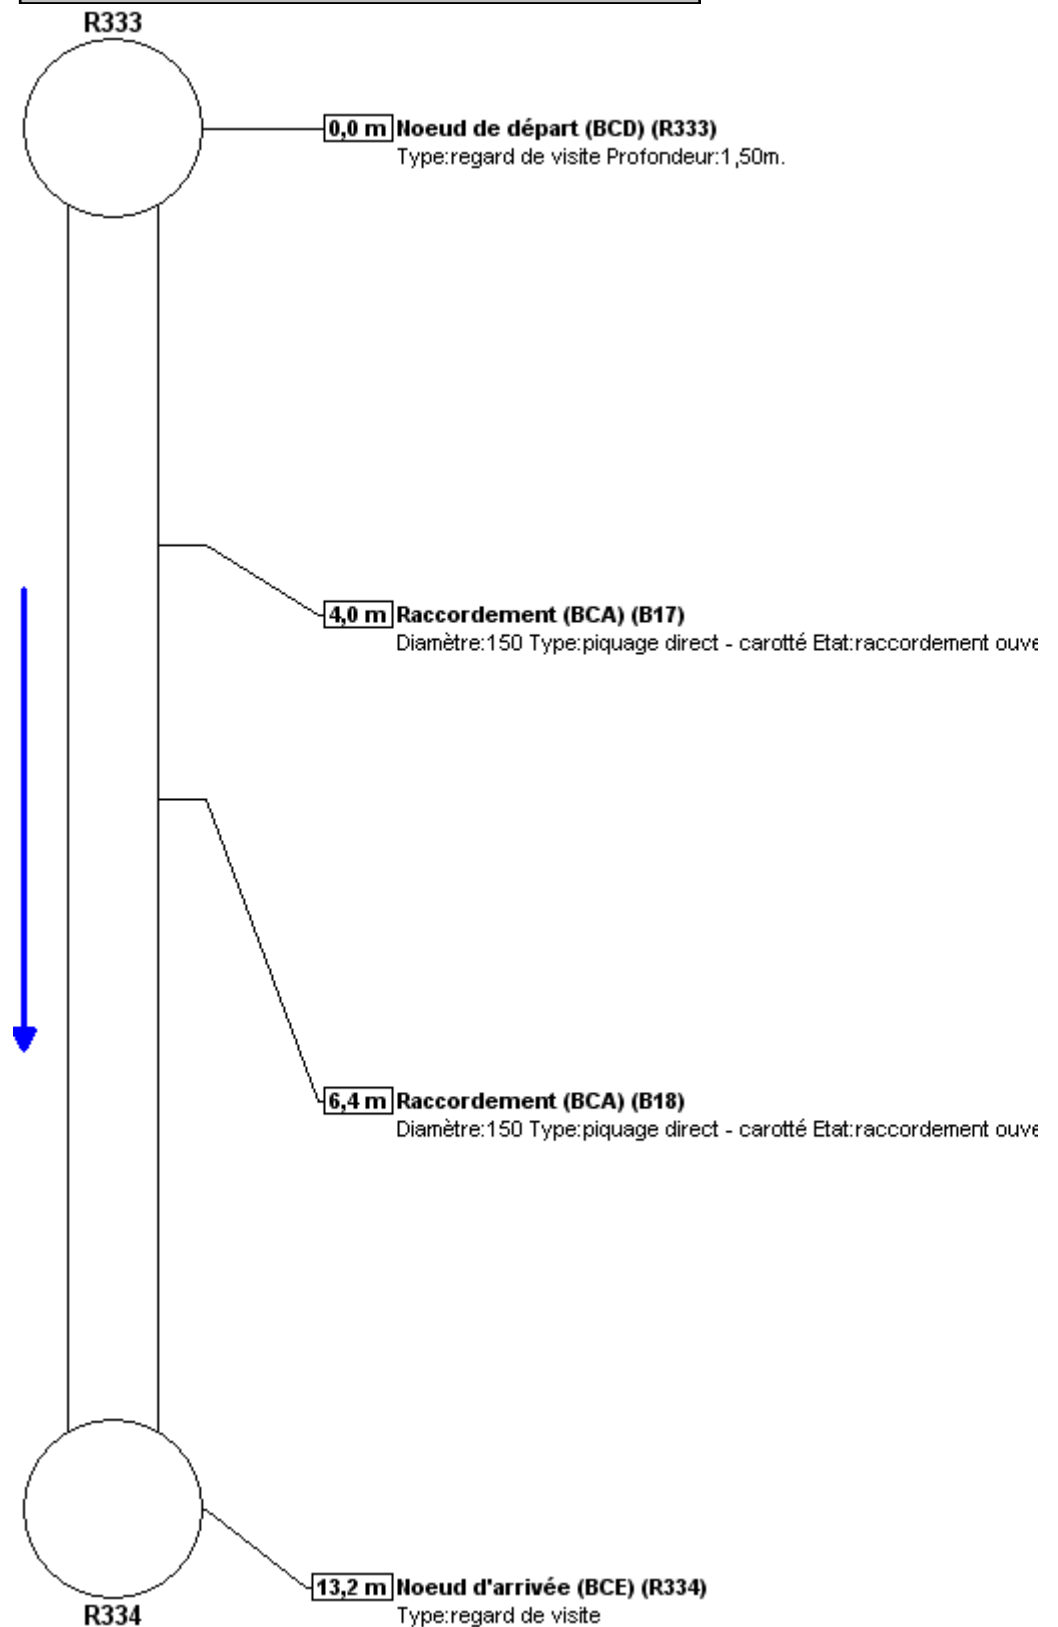 R333
0,0 m Noeud de départ (BCD) (R333)
Type:regard de visite Profondeur:1,50m.
4,0 m Raccordement (BCA) (B17)
Diamètre:150 Type:piquage direct - carotté Etat:raccordement ouve
6,4 m Raccordement (BCA) (B18)
Diamètre:150 Type:piquage direct - carotté Etat:raccordement ouve
13,2 m Noeud d'arrivée (BCE) (R334)
R334
Type:regard de visite